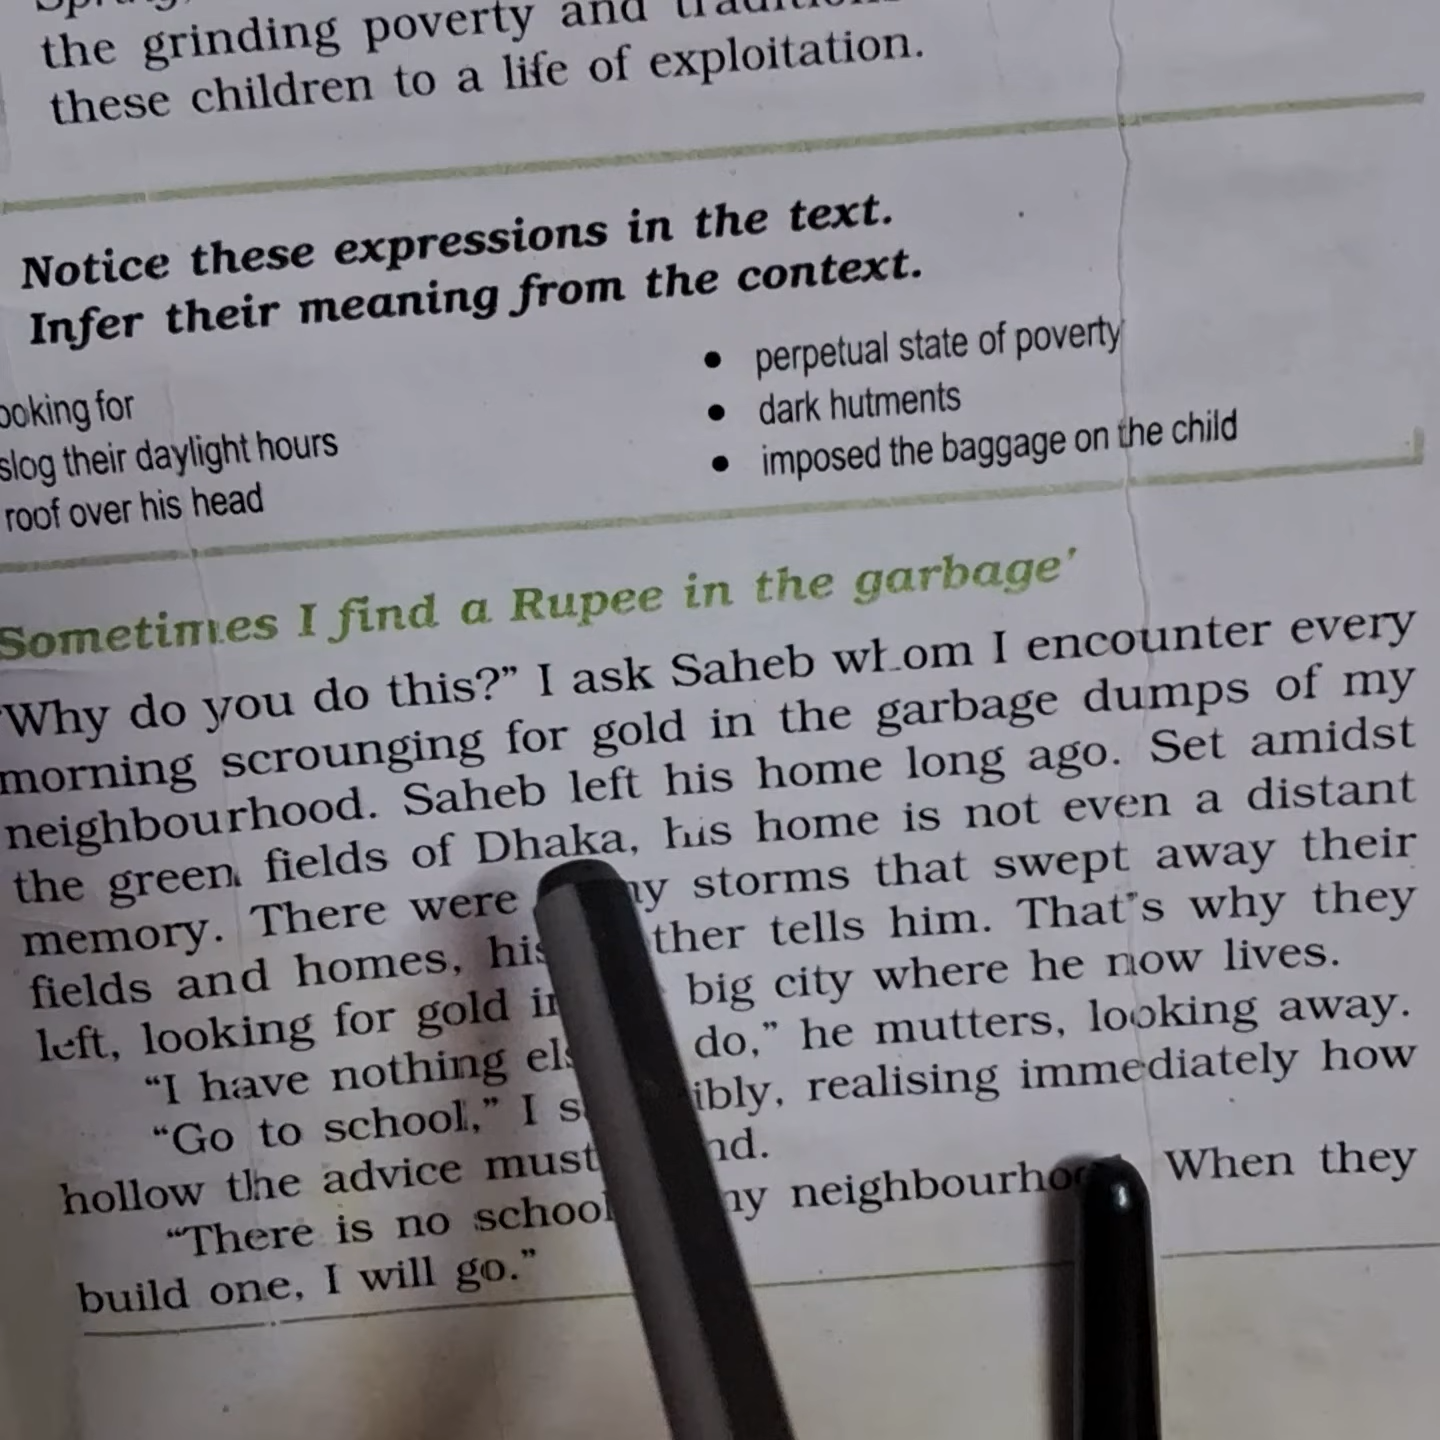 the grinding poverty and
these children to a life of exploitation.
Notice these expressions in the text.
Infer their meaning from the context.
ooking for
slog their daylight hours
roof over his head
• perpetual state of poverty
• dark hutments
• imposed the baggage on the child
Sometimes I find a Rupee in the garbage'
Why do you do this?” I ask Saheb whom I encounter every
morning scrounging for gold in the garbage dumps of my
neighbourhood. Saheb left his home long ago. Set amidst
the green fields of Dhaka, his home is not even a distant
memory. There were storms that swept away their
fields and homes, his tells him. That's why they
left, looking for gold big city where he now lives.
“I have nothing do,” he mutters, looking away.
“Go to school,” I realising immediately how
hollow the advice must
“There is no school neighbourhood When they
build one, I will go.”